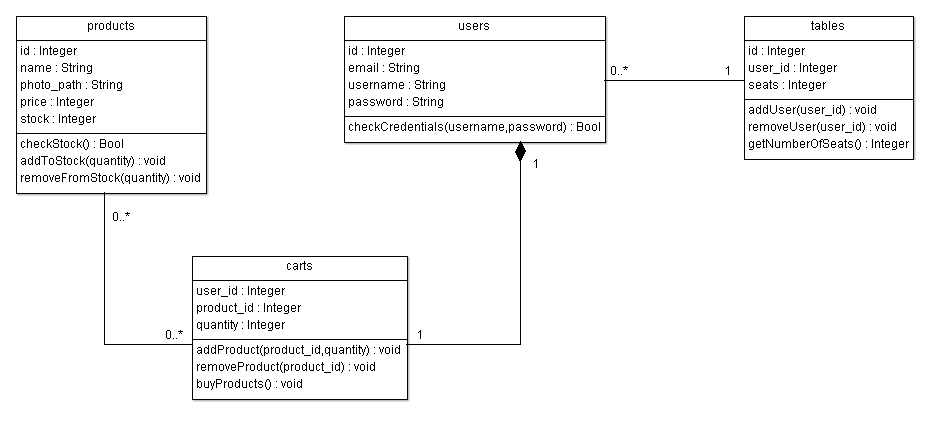 products
id : Integer
name : String
photo_path : String
price : Integer
stock : Integer
checkStock() : Bool
addToStock(quantity) : void
removeFromStock(quantity) : void
users
id : Integer
email : String
username : String
password : String
checkCredentials(username,password) : Bool
0..*
1
tables
id : Integer
user_id : Integer
seats : Integer
addUser(user_id) : void
removeUser(user_id) : void
getNumberOfSeats() : Integer
1
0..*
0..*
1
carts
user_id : Integer
product_id : Integer
quantity : Integer
addProduct(product_id,quantity) : void
removeProduct(product_id) : void
buyProducts() : void